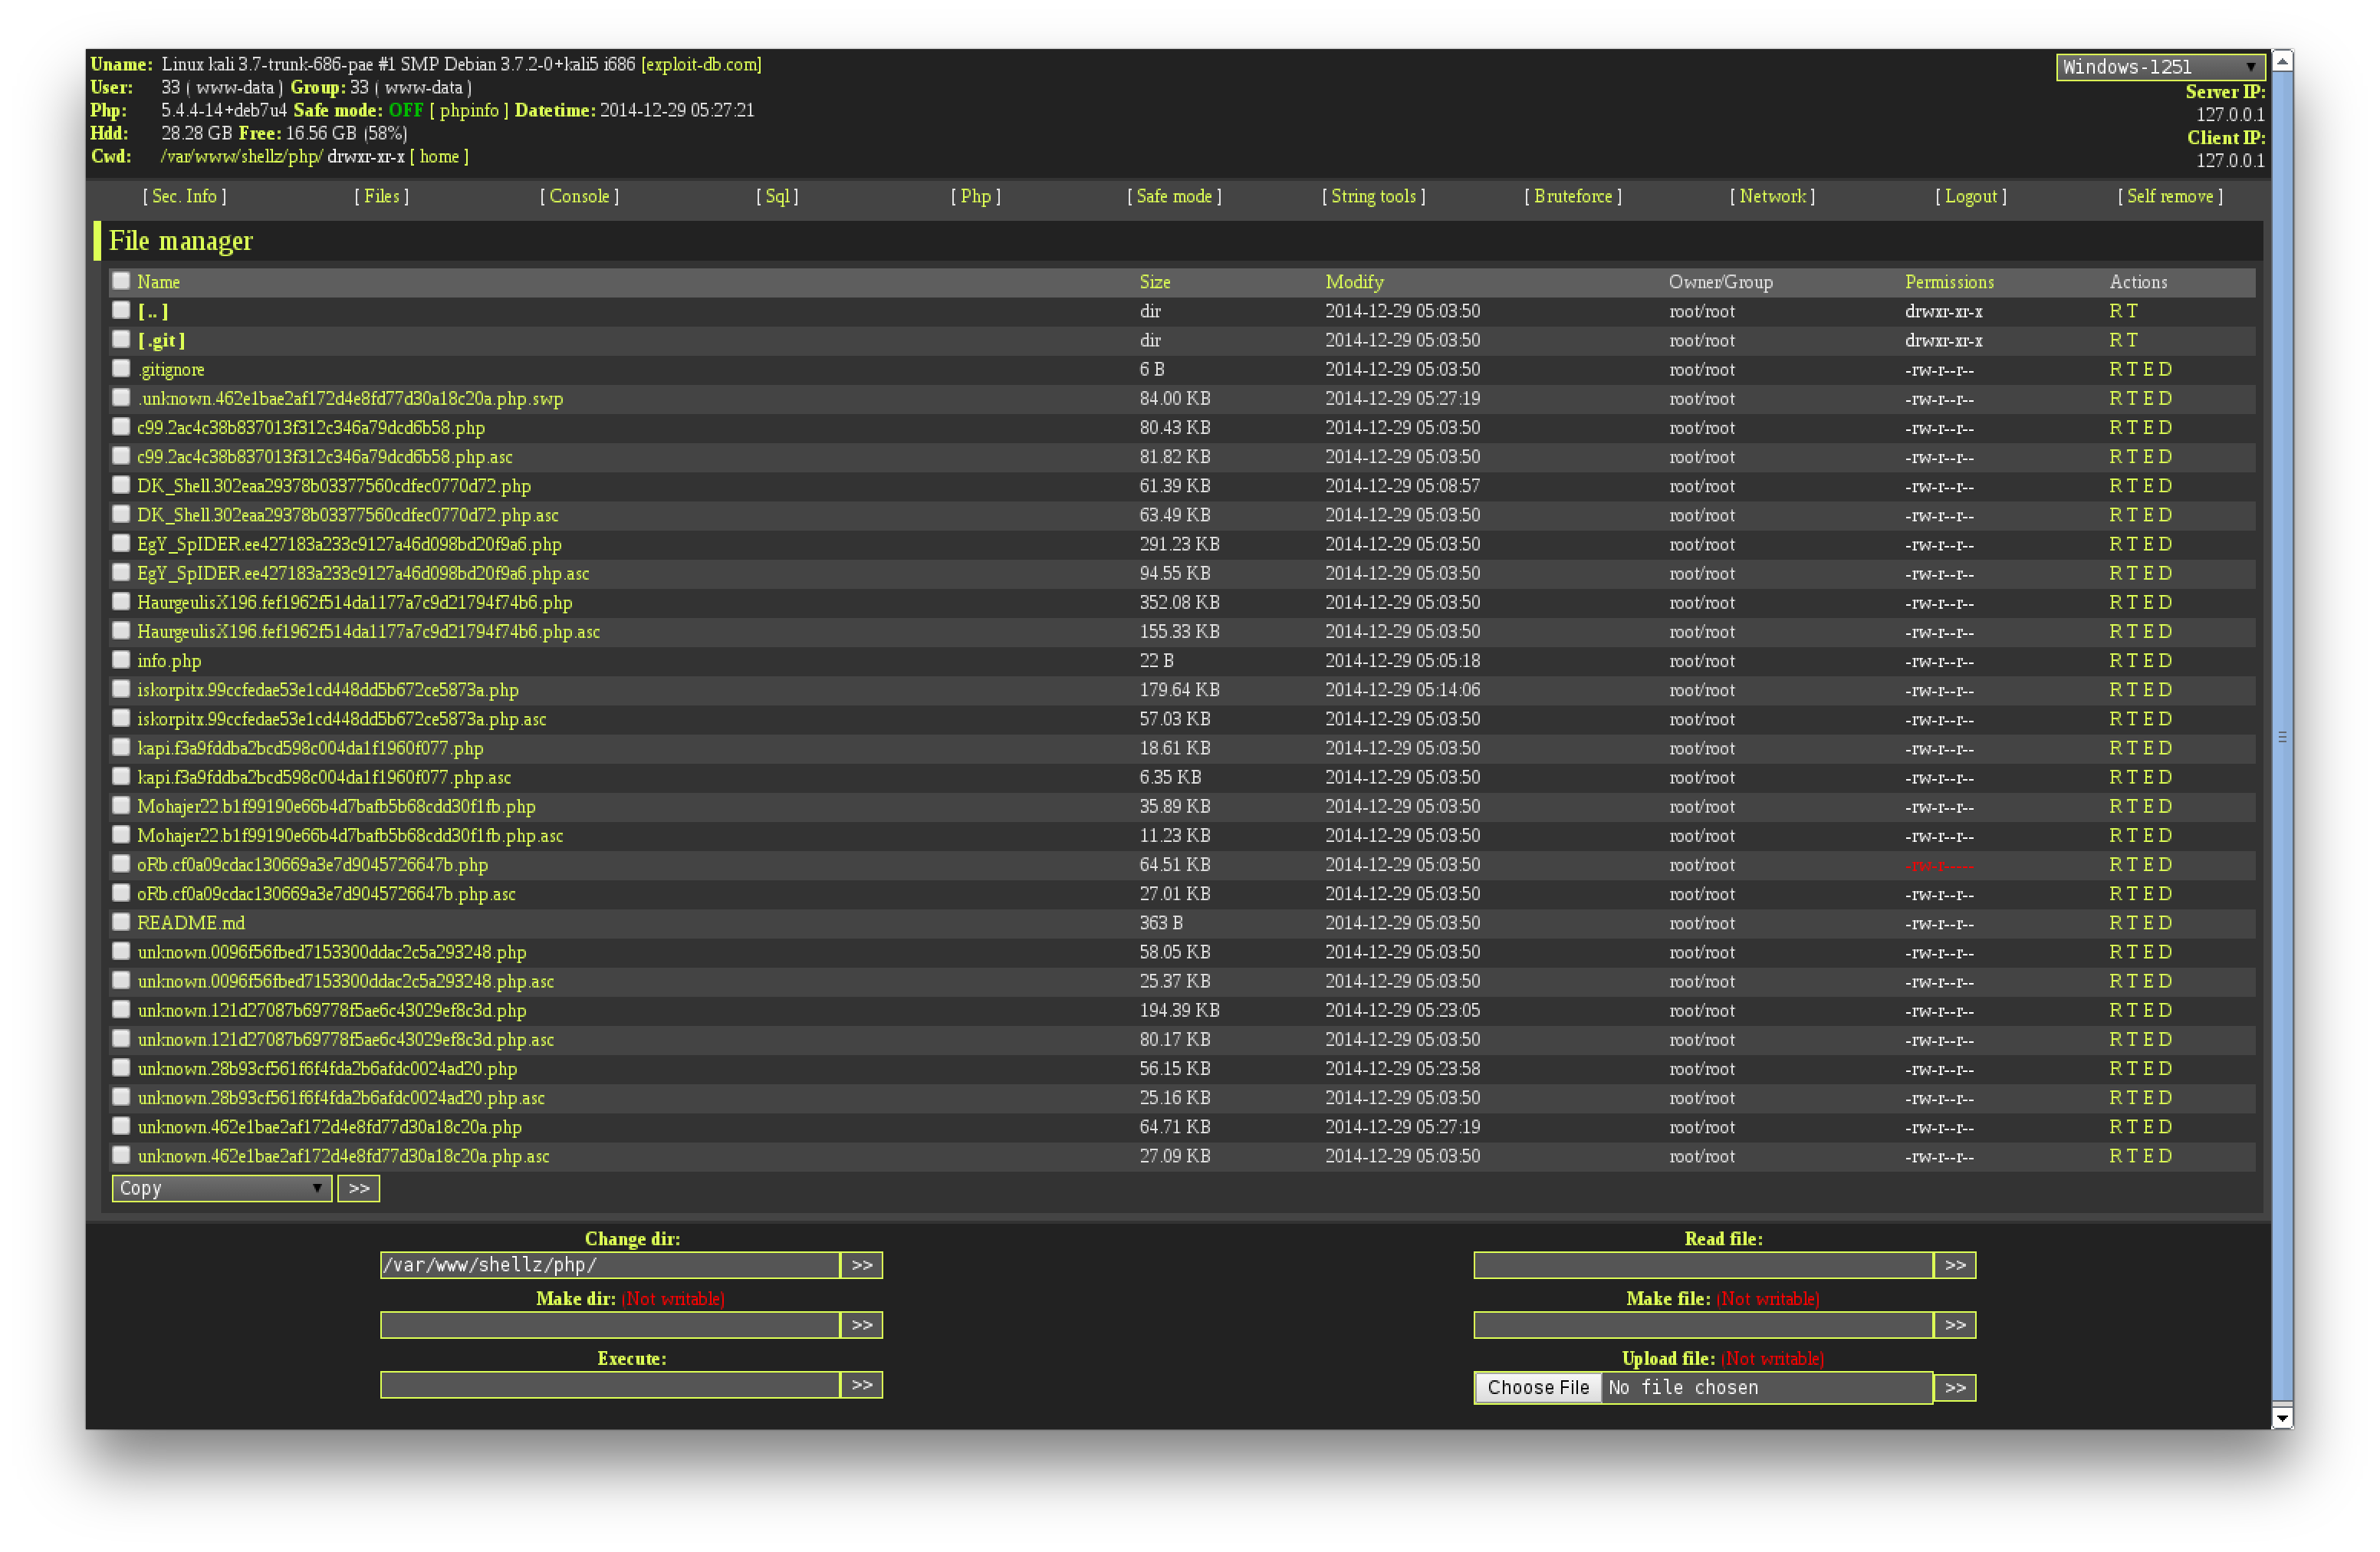 Uname: Linux kali 3.7-trunk-686-pae #1 SMP Debian 3.7.2-0+kali5 i686 [exploit-db.com] Windows-1251
User: 33 ( www-data ) Group: 33 ( www-data ) Server IP:
Php: 5.4.4-14+deb7u4 Safe mode: OFF [ phpinfo ] Datetime: 2014-12-29 05:27:21 127.0.0.1
Hdd: 28.28 GB Free: 16.56 GB (58%) Client IP:
Cwd: /var/www/shellz/php/ drwxr-xr-x [ home ] 127.0.0.1
[ Sec. Info ] [ Files ] [ Console ] [ Sql ] [ Php ] [ Safe mode ] [ String tools ] [ Bruteforce ] [ Network ] [ Logout ] [ Self remove ]
File manager
Name Size Modify Owner/Group Permissions Actions
[ .. ] dir 2014-12-29 05:03:50 root/root drwxr-xr-x R T
[ .git ] dir 2014-12-29 05:03:50 root/root drwxr-xr-x R T
.gitignore 6 B 2014-12-29 05:03:50 root/root -rw-r--r-- R T E D
.unknown.462e1bae2af172d4e8fd77d30a18c20a.php.swp 84.00 KB 2014-12-29 05:27:19 root/root -rw-r--r-- R T E D
c99.2ac4c38b837013f312c346a79dcd6b58.php 80.43 KB 2014-12-29 05:03:50 root/root -rw-r--r-- R T E D
c99.2ac4c38b837013f312c346a79dcd6b58.php.asc 81.82 KB 2014-12-29 05:03:50 root/root -rw-r--r-- R T E D
DK_Shell.302eaa29378b03377560cdfec0770d72.php 61.39 KB 2014-12-29 05:08:57 root/root -rw-r--r-- R T E D
DK_Shell.302eaa29378b03377560cdfec0770d72.php.asc 63.49 KB 2014-12-29 05:03:50 root/root -rw-r--r-- R T E D
EgY_SpIDER.ee427183a233c9127a46d098bd20f9a6.php 291.23 KB 2014-12-29 05:03:50 root/root -rw-r--r-- R T E D
EgY_SpIDER.ee427183a233c9127a46d098bd20f9a6.php.asc 94.55 KB 2014-12-29 05:03:50 root/root -rw-r--r-- R T E D
HaurgeulisX196.fef1962f514da1177a7c9d21794f74b6.php 352.08 KB 2014-12-29 05:03:50 root/root -rw-r--r-- R T E D
HaurgeulisX196.fef1962f514da1177a7c9d21794f74b6.php.asc 155.33 KB 2014-12-29 05:03:50 root/root -rw-r--r-- R T E D
info.php 22 B 2014-12-29 05:05:18 root/root -rw-r--r-- R T E D
iskorpitx.99ccfedae53e1cd448dd5b672ce5873a.php 179.64 KB 2014-12-29 05:14:06 root/root -rw-r--r-- R T E D
iskorpitx.99ccfedae53e1cd448dd5b672ce5873a.php.asc 57.03 KB 2014-12-29 05:03:50 root/root -rw-r--r-- R T E D
kapi.f3a9fddba2bcd598c004da1f1960f077.php 18.61 KB 2014-12-29 05:03:50 root/root -rw-r--r-- R T E D
kapi.f3a9fddba2bcd598c004da1f1960f077.php.asc 6.35 KB 2014-12-29 05:03:50 root/root -rw-r--r-- R T E D
Mohajer22.b1f99190e66b4d7bafb5b68cdd30f1fb.php 35.89 KB 2014-12-29 05:03:50 root/root -rw-r--r-- R T E D
Mohajer22.b1f99190e66b4d7bafb5b68cdd30f1fb.php.asc 11.23 KB 2014-12-29 05:03:50 root/root -rw-r--r-- R T E D
oRb.cf0a09cdac130669a3e7d9045726647b.php 64.51 KB 2014-12-29 05:03:50 root/root -rw-r----- R T E D
oRb.cf0a09cdac130669a3e7d9045726647b.php.asc 27.01 KB 2014-12-29 05:03:50 root/root -rw-r--r-- R T E D
README.md 363 B 2014-12-29 05:03:50 root/root -rw-r--r-- R T E D
unknown.0096f56fbed7153300ddac2c5a293248.php 58.05 KB 2014-12-29 05:03:50 root/root -rw-r--r-- R T E D
unknown.0096f56fbed7153300ddac2c5a293248.php.asc 25.37 KB 2014-12-29 05:03:50 root/root -rw-r--r-- R T E D
unknown.121d27087b69778f5ae6c43029ef8c3d.php 194.39 KB 2014-12-29 05:23:05 root/root -rw-r--r-- R T E D
unknown.121d27087b69778f5ae6c43029ef8c3d.php.asc 80.17 KB 2014-12-29 05:03:50 root/root -rw-r--r-- R T E D
unknown.28b93cf561f6f4fda2b6afdc0024ad20.php 56.15 KB 2014-12-29 05:23:58 root/root -rw-r--r-- R T E D
unknown.28b93cf561f6f4fda2b6afdc0024ad20.php.asc 25.16 KB 2014-12-29 05:03:50 root/root -rw-r--r-- R T E D
unknown.462e1bae2af172d4e8fd77d30a18c20a.php 64.71 KB 2014-12-29 05:27:19 root/root -rw-r--r-- R T E D
unknown.462e1bae2af172d4e8fd77d30a18c20a.php.asc 27.09 KB 2014-12-29 05:03:50 root/root -rw-r--r-- R T E D
Copy >>
Change dir: Read file:
/var/www/shellz/php/ >> >>
Make dir: (Not writable) Make file: (Not writable)
>> >>
Execute: Upload file: (Not writable)
>> Choose File No file chosen >>